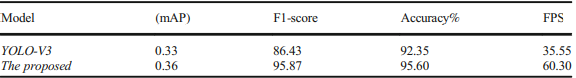 Model (mAP) F1-score Accuracy% FPS
YOLO-V3 0.33 86.43 92.35 35.55
The proposed 0.36 95.87 95.60 60.30